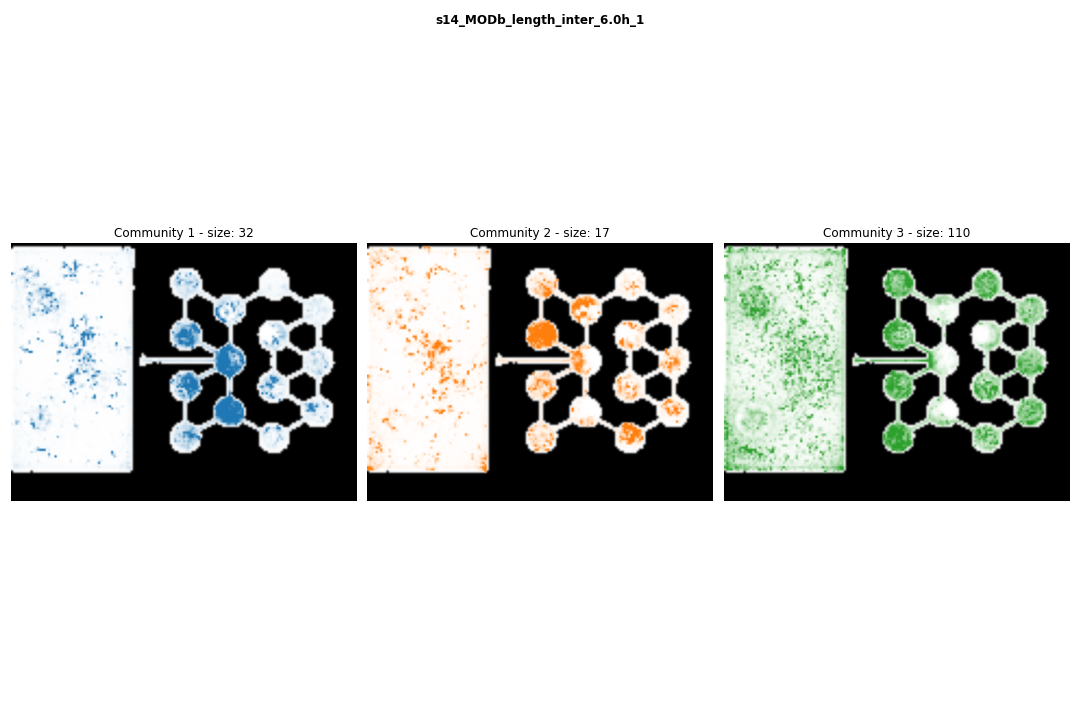 s14_MODb_length_inter_6.0h_1
Community 1 - size: 32
Community 2 - size: 17
Community 3 - size: 110